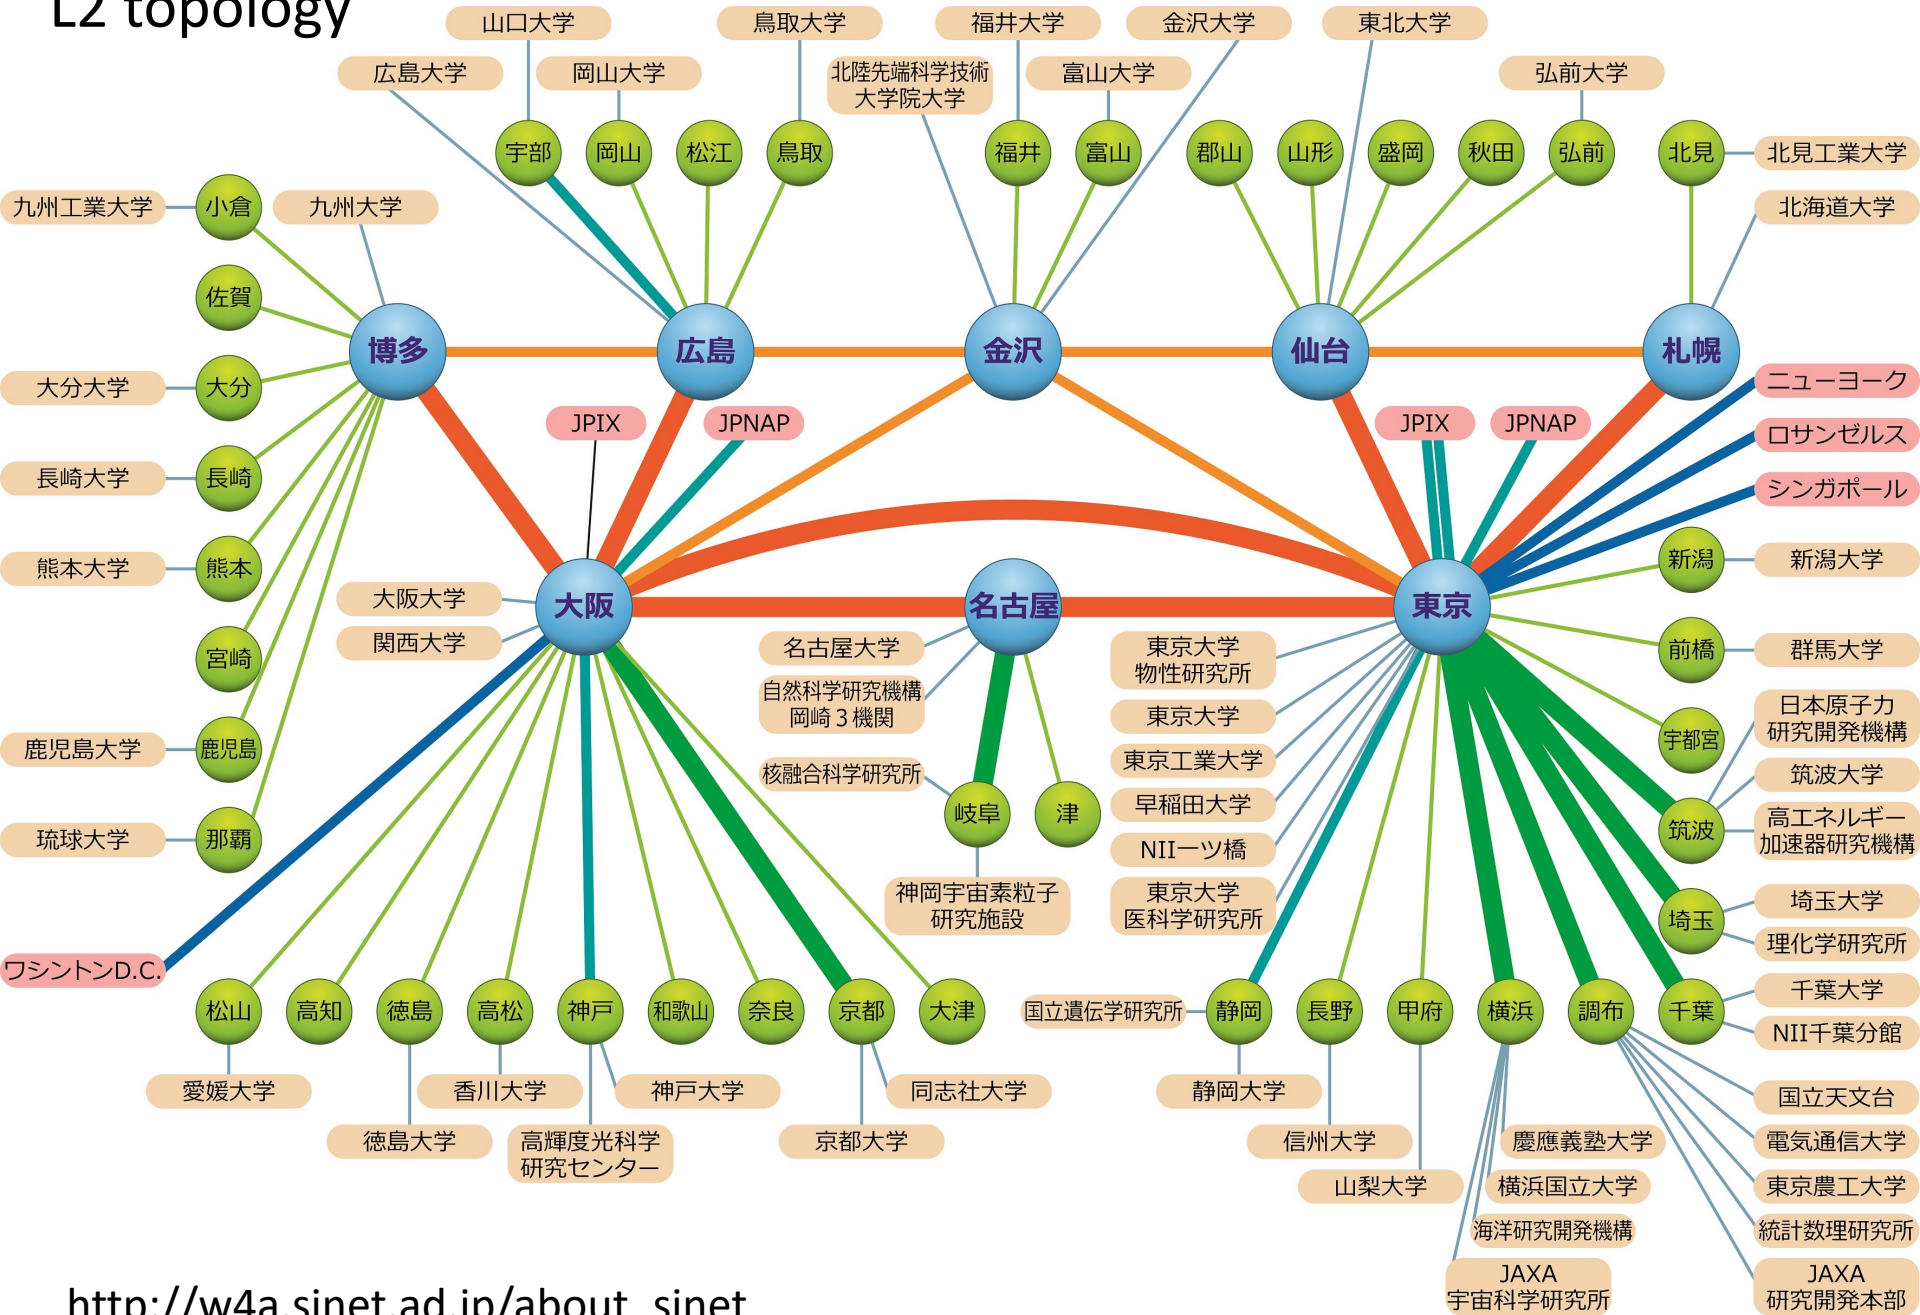 L2 topology
山口大学
鳥取大学
福井大学
金沢大学
東北大学
広島大学
岡山大学
北陸先端科学技術
大学院大学
富山大学
弘前大学
宇部
岡山
松江
鳥取
福井
富山
郡山
山形
盛岡
秋田
弘前
北見
北見工業大学
九州工業大学
小倉
九州大学
北海道大学
佐賀
博多
広島
金沢
仙台
札幌
大分大学
大分
ニューヨーク
JPIX
JPNAP
JPIX
JPNAP
ロサンゼルス
長崎大学
長崎
シンガポール
熊本大学
熊本
新潟
新潟大学
大阪大学
大阪
名古屋
東京
関西大学
宮崎
名古屋大学
東京大学
物性研究所
前橋
群馬大学
自然科学研究機構
岡崎3機関
東京大学
日本原子力
研究開発機構
鹿児島大学
鹿児島
宇都宮
東京工業大学
核融合科学研究所
筑波大学
早稲田大学
岐阜
津
筑波
高エネルギー
加速器研究機構
琉球大学
那覇
NII一ツ橋
神岡宇宙素粒子
研究施設
東京大学
医科学研究所
埼玉
埼玉大学
理化学研究所
ワシントンD.C.
千葉大学
松山
高知
徳島
高松
神戸
和歌山
奈良
京都
大津
国立遺伝学研究所
静岡
長野
甲府
横浜
調布
千葉
NII千葉分館
愛媛大学
香川大学
神戸大学
同志社大学
静岡大学
国立天文台
徳島大学
高輝度光科学
研究センター
京都大学
信州大学
慶應義塾大学
電気通信大学
山梨大学
横浜国立大学
東京農工大学
海洋研究開発機構
統計数理研究所
JAXA
宇宙科学研究所
JAXA
研究開発本部
http://w4a.sinet.ad.jp/about_sinet